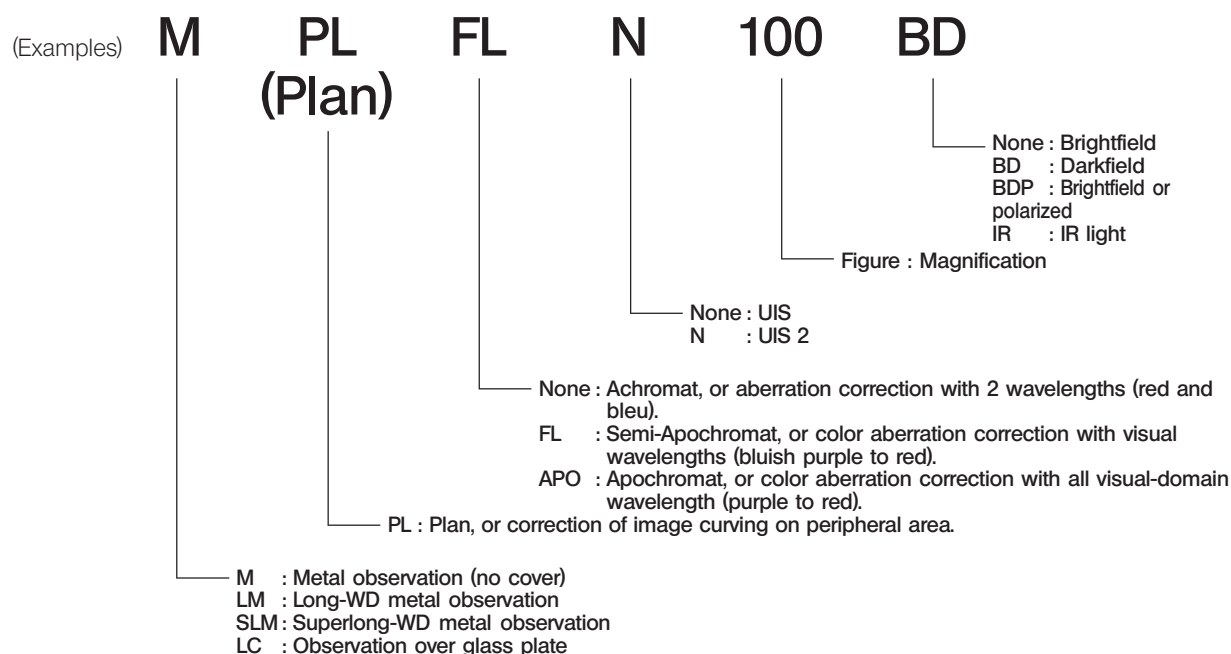 (Examples) M PL FL N 100 BD
(Plan)
None : Brightfield
BD : Darkfield
BDP : Brightfield or
polarized
IR : IR light
Figure : Magnification
None : UIS
N : UIS 2
None : Achromat, or aberration correction with 2 wavelengths (red and
bleu).
FL : Semi-Apochromat, or color aberration correction with visual
wavelengths (bluish purple to red).
APO : Apochromat, or color aberration correction with all visual-domain
wavelength (purple to red).
PL : Plan, or correction of image curving on peripheral area.
M : Metal observation (no cover)
LM : Long-WD metal observation
SLM : Superlong-WD metal observation
LC : Observation over glass plate